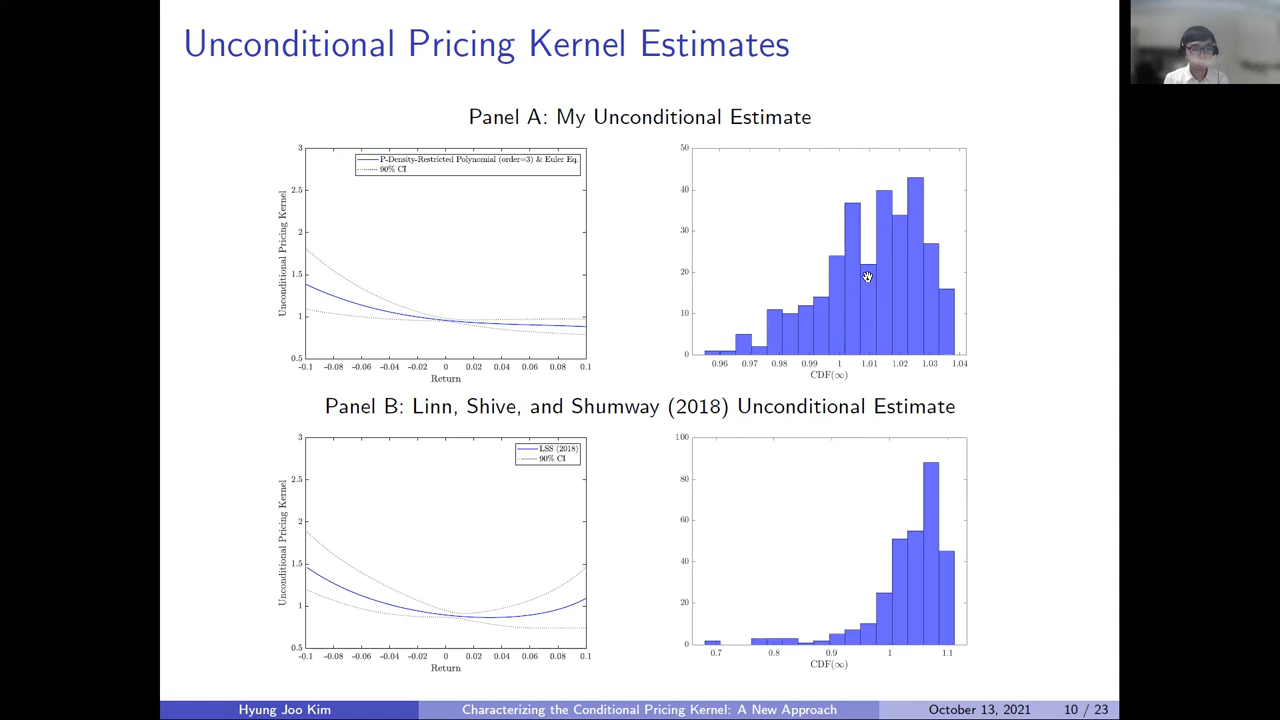 Unconditional Pricing Kernel Estimates
Panel A: My Unconditional Estimate
3
2.5
2
1.5
1
0.5
Unconditional Pricing Kernel
P-Density-Restricted Polynomial (order=3) & Euler Eq.
90% CI
-0.1 -0.08 -0.06 -0.04 -0.02 0 0.02 0.04 0.06 0.08 0.1
Return
50
40
30
20
10
0
0.96 0.97 0.98 0.99 1 1.01 1.02 1.03 1.04
CDF(∞)
Panel B: Linn, Shive, and Shumway (2018) Unconditional Estimate
3
2.5
2
1.5
1
0.5
Unconditional Pricing Kernel
LSS (2018)
90% CI
-0.1 -0.08 -0.06 -0.04 -0.02 0 0.02 0.04 0.06 0.08 0.1
Return
100
80
60
40
20
0
0.7 0.8 0.9 1 1.1
CDF(∞)
Hyung Joo Kim Characterizing the Conditional Pricing Kernel: A New Approach October 13, 2021 10 / 23